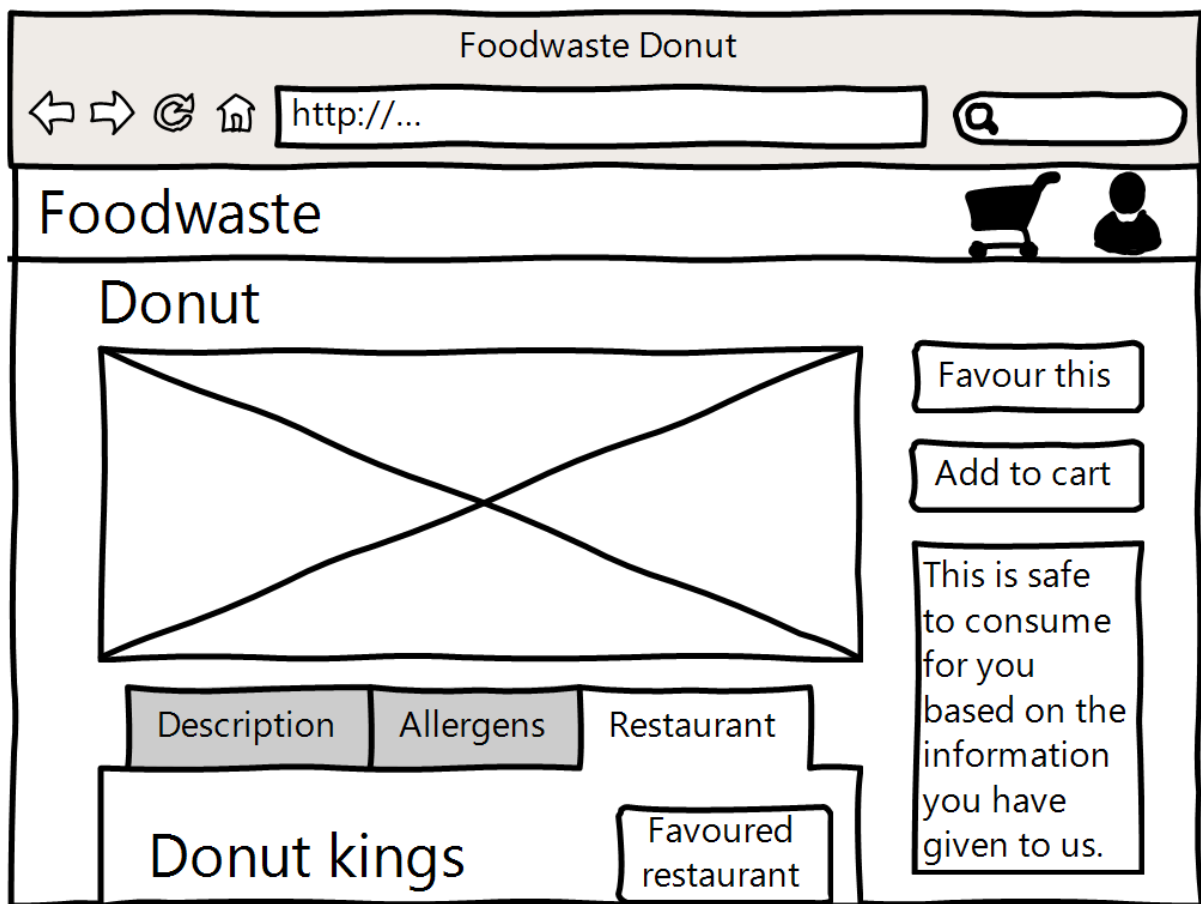 Foodwaste Donut
http://...
Foodwaste
Donut
Favour this
Add to cart
This is safe
to consume
for you
based on the
information
you have
given to us.
Description
Allergens
Restaurant
Donut kings
Favoured
restaurant